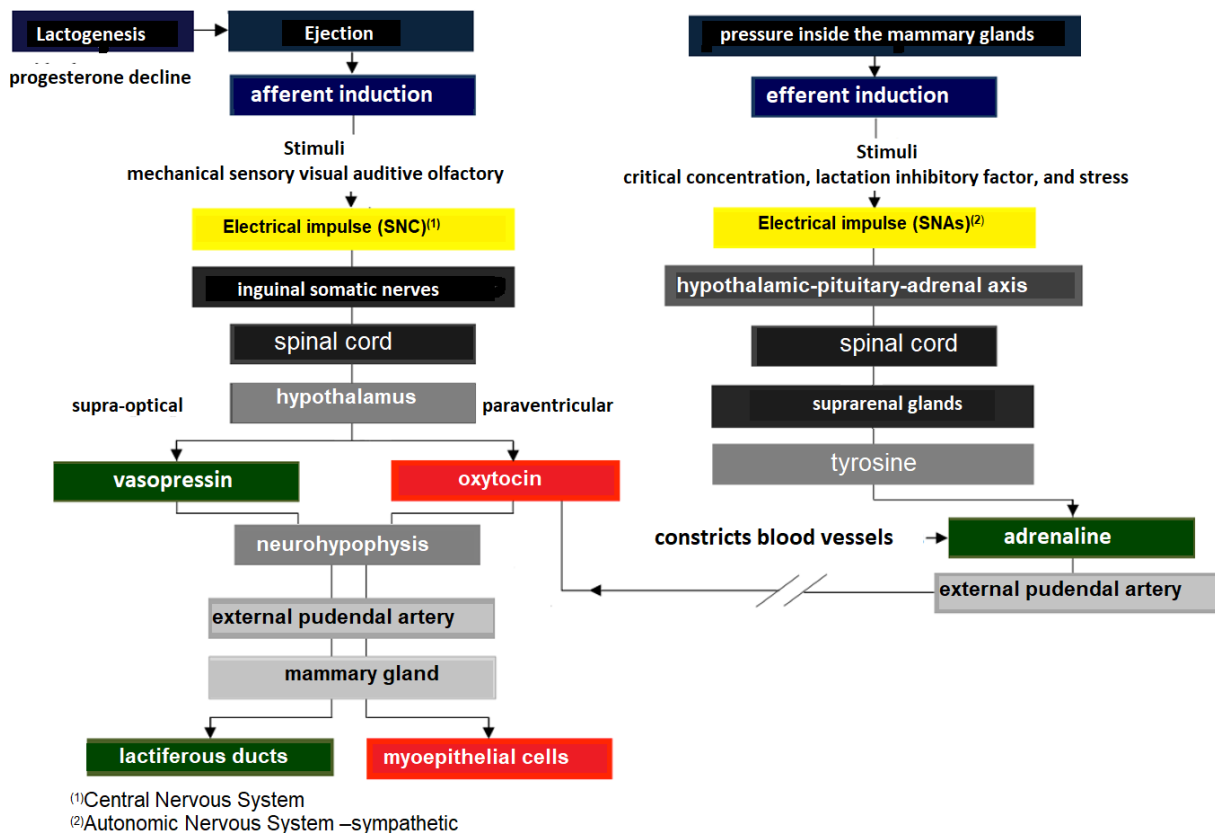 Lactogenesis
progesterone decline
Ejection
afferent induction
Stimuli
mechanical sensory visual auditive olfactory
Electrical impulse (SNC)(1)
inguinal somatic nerves
spinal cord
hypothalamus
supra-optical
paraventricular
vasopressin
oxytocin
neurohypophysis
external pudendal artery
mammary gland
lactiferous ducts
myoepithelial cells
pressure inside the mammary glands
efferent induction
Stimuli
critical concentration, lactation inhibitory factor, and stress
Electrical impulse (SNAs)(2)
hypothalamic-pituitary-adrenal axis
spinal cord
suprarenal glands
tyrosine
constricts blood vessels
adrenaline
external pudendal artery
(1)Central Nervous System
(2)Autonomic Nervous System –sympathetic